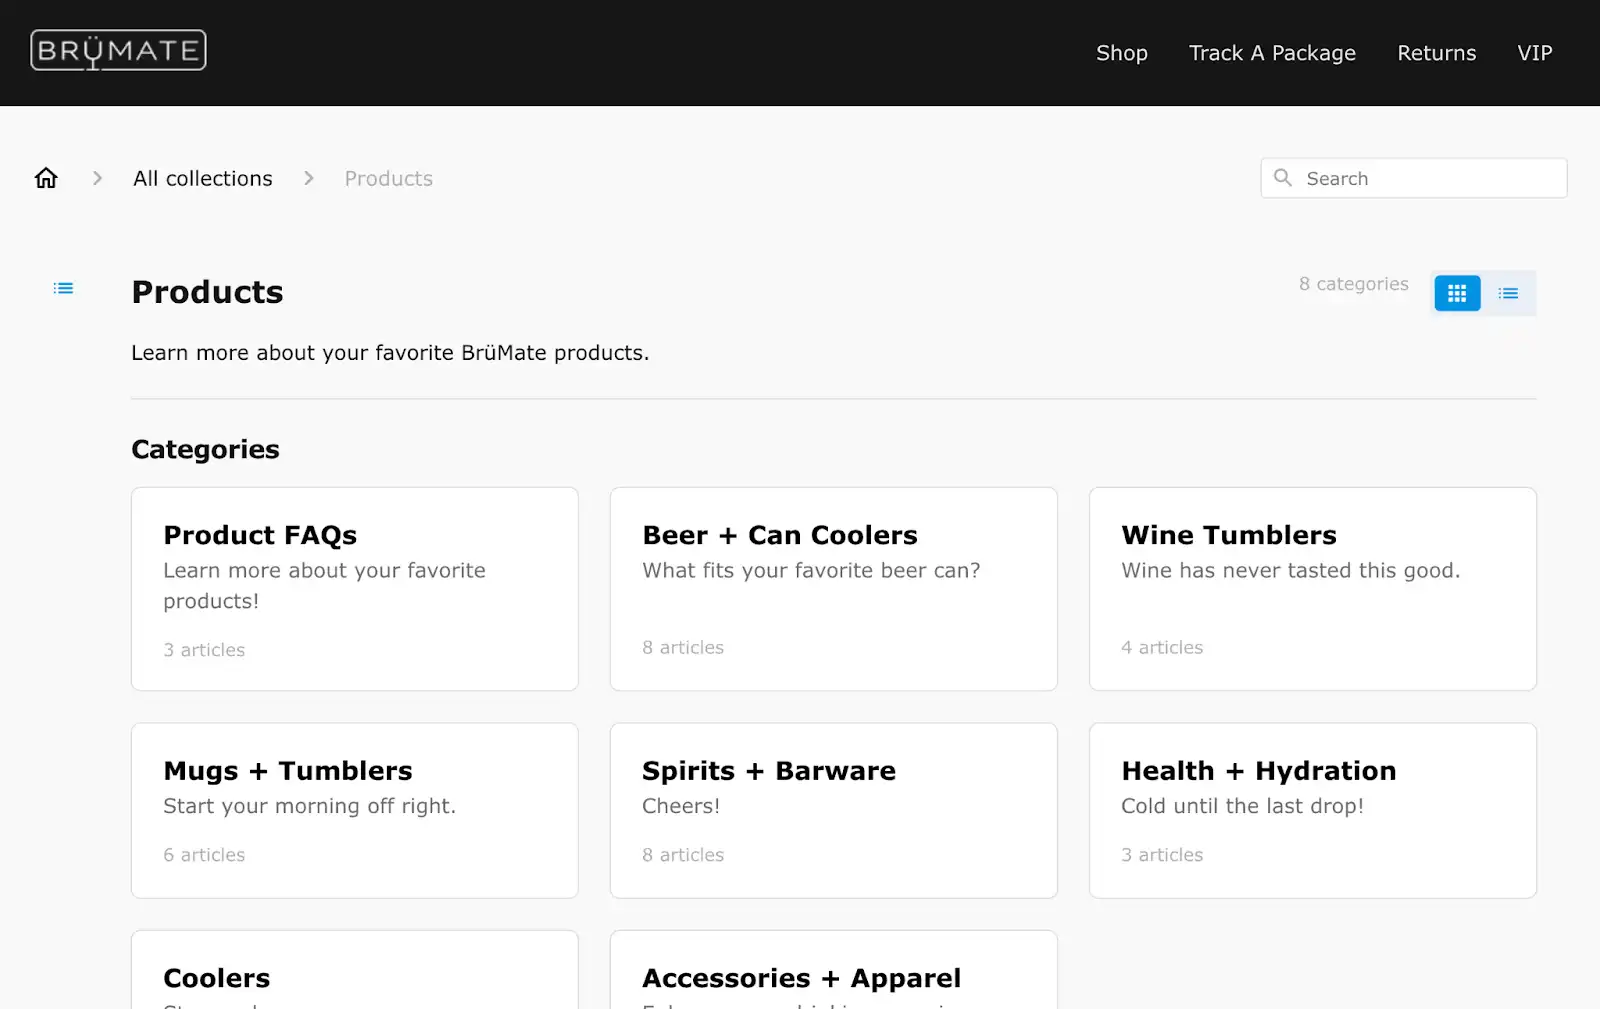 BRÜMATE
Shop Track A Package Returns VIP
All collections Products
Search
Products
8 categories
Learn more about your favorite BrüMate products.
Categories
Product FAQs
Learn more about your favorite
products!
3 articles
Beer + Can Coolers
What fits your favorite beer can?
8 articles
Wine Tumblers
Wine has never tasted this good.
4 articles
Mugs + Tumblers
Start your morning off right.
6 articles
Spirits + Barware
Cheers!
8 articles
Health + Hydration
Cold until the last drop!
3 articles
Coolers
Accessories + Apparel